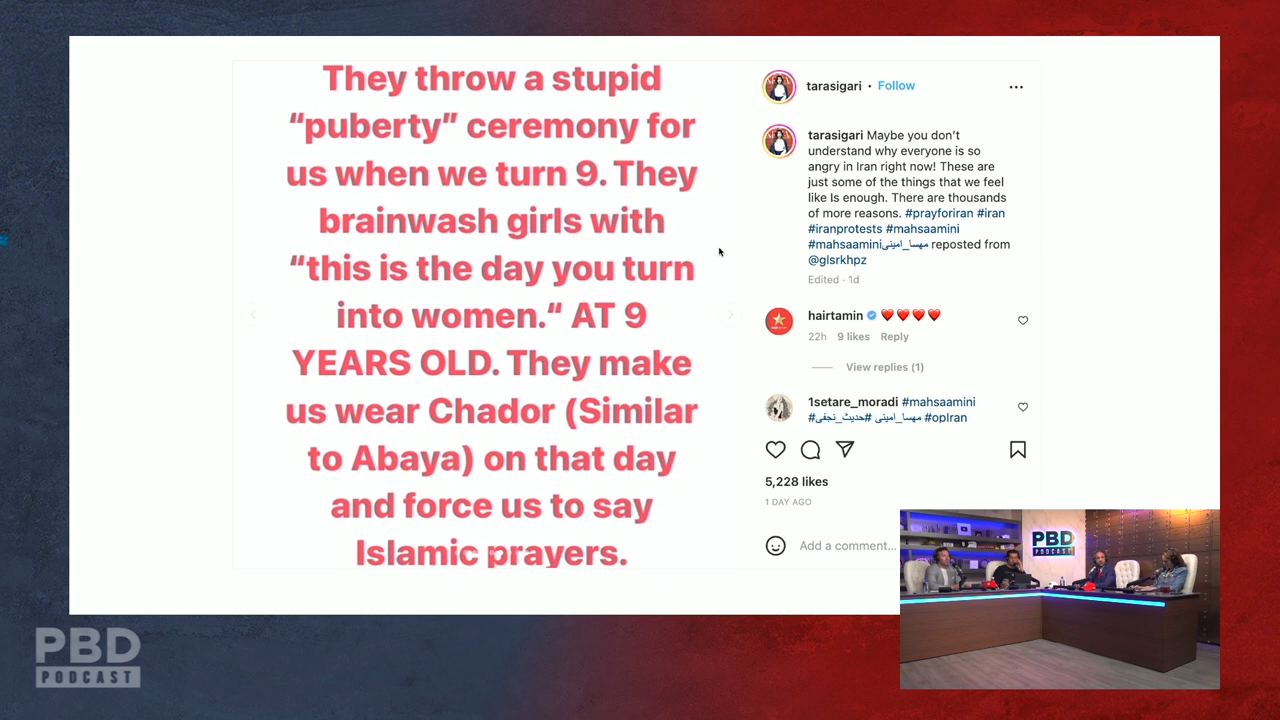 They throw a stupid
“puberty” ceremony for
us when we turn 9. They
brainwash girls with
“this is the day you turn
into women.“ AT 9
YEARS OLD. They make
us wear Chador (Similar
to Abaya) on that day
and force us to say
Islamic prayers.
tarasigari • Follow
tarasigari Maybe you don’t
understand why everyone is so
angry in Iran right now! These are
just some of the things that we feel
like Is enough. There are thousands
of more reasons. #prayforiran #iran
#iranprotests #mahsaamini
#mahsaaminiمهسا_امینی reposted from
@glsrkhpz
Edited · 1d
hairtamin ❤️❤️❤️❤️
22h 9 likes Reply
View replies (1)
1setare_moradi #mahsaamini
#مهسا_امینی #حدیث_نجفی #opIran
5,228 likes
1 DAY AGO
Add a comment...
PBD
PODCAST
PBD
PODCAST